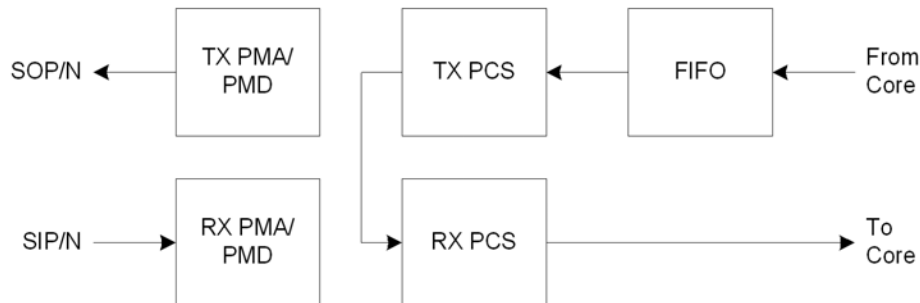 SOP/N
TX PMA/
PMD
TX PCS
FIFO
From
Core
SIP/N
RX PMA/
PMD
RX PCS
To
Core